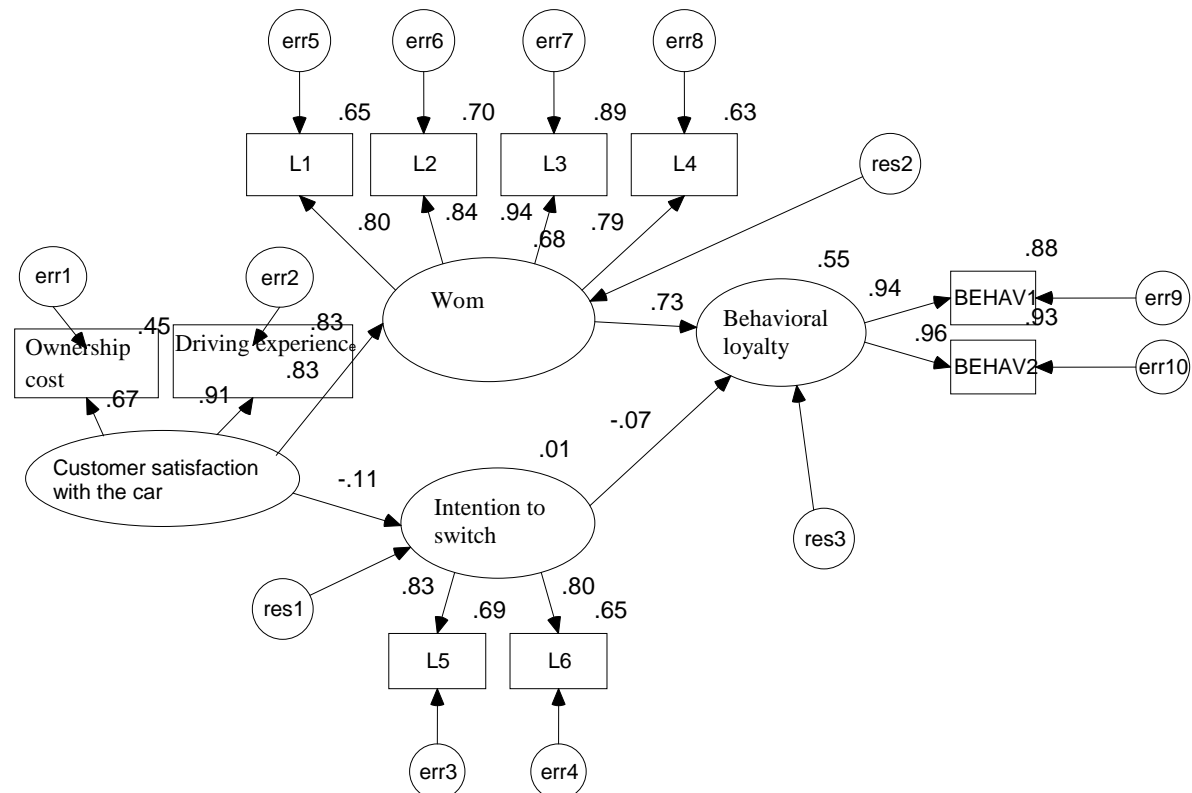 err5
err6
err7
err8
.65
.70
.89
.63
L1
L2
L3
L4
res2
.80
.84
.94
.79
.68
err1
err2
.55
.88
Wom
.94
BEHAV1
err9
.45
.83
.73
Behavioral
loyalty
.93
Ownership
cost
Driving experience
.83
.96
BEHAV2
err10
.67
.91
-.07
.01
Customer satisfaction
with the car
-.11
Intention to
switch
res3
res1
.83
.80
.69
.65
L5
L6
err3
err4